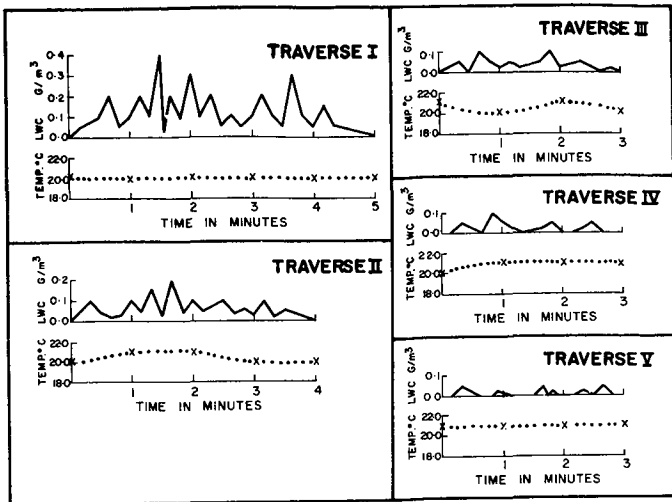 TRAVERSE I
LWC G/m³
0·4
0·3
0·2
0·1
0·0
TEMP.°C
22·0
20·0
18·0
1 2 3 4 5
TIME IN MINUTES
TRAVERSE II
LWC G/m³
0·2
0·1
0·0
TEMP.°C
22·0
20·0
18·0
1 2 3 4
TIME IN MINUTES
TRAVERSE III
LWC G/m³
0·1
0·0
TEMP.°C
22·0
20·0
18·0
1 2 3
TIME IN MINUTES
TRAVERSE IV
LWC G/m³
0·1
0·0
TEMP.°C
22·0
20·0
18·0
1 2 3
TIME IN MINUTES
TRAVERSE V
LWC G/m³
0·1
0·0
TEMP.°C
22·0
20·0
18·0
1 2 3
TIME IN MINUTES